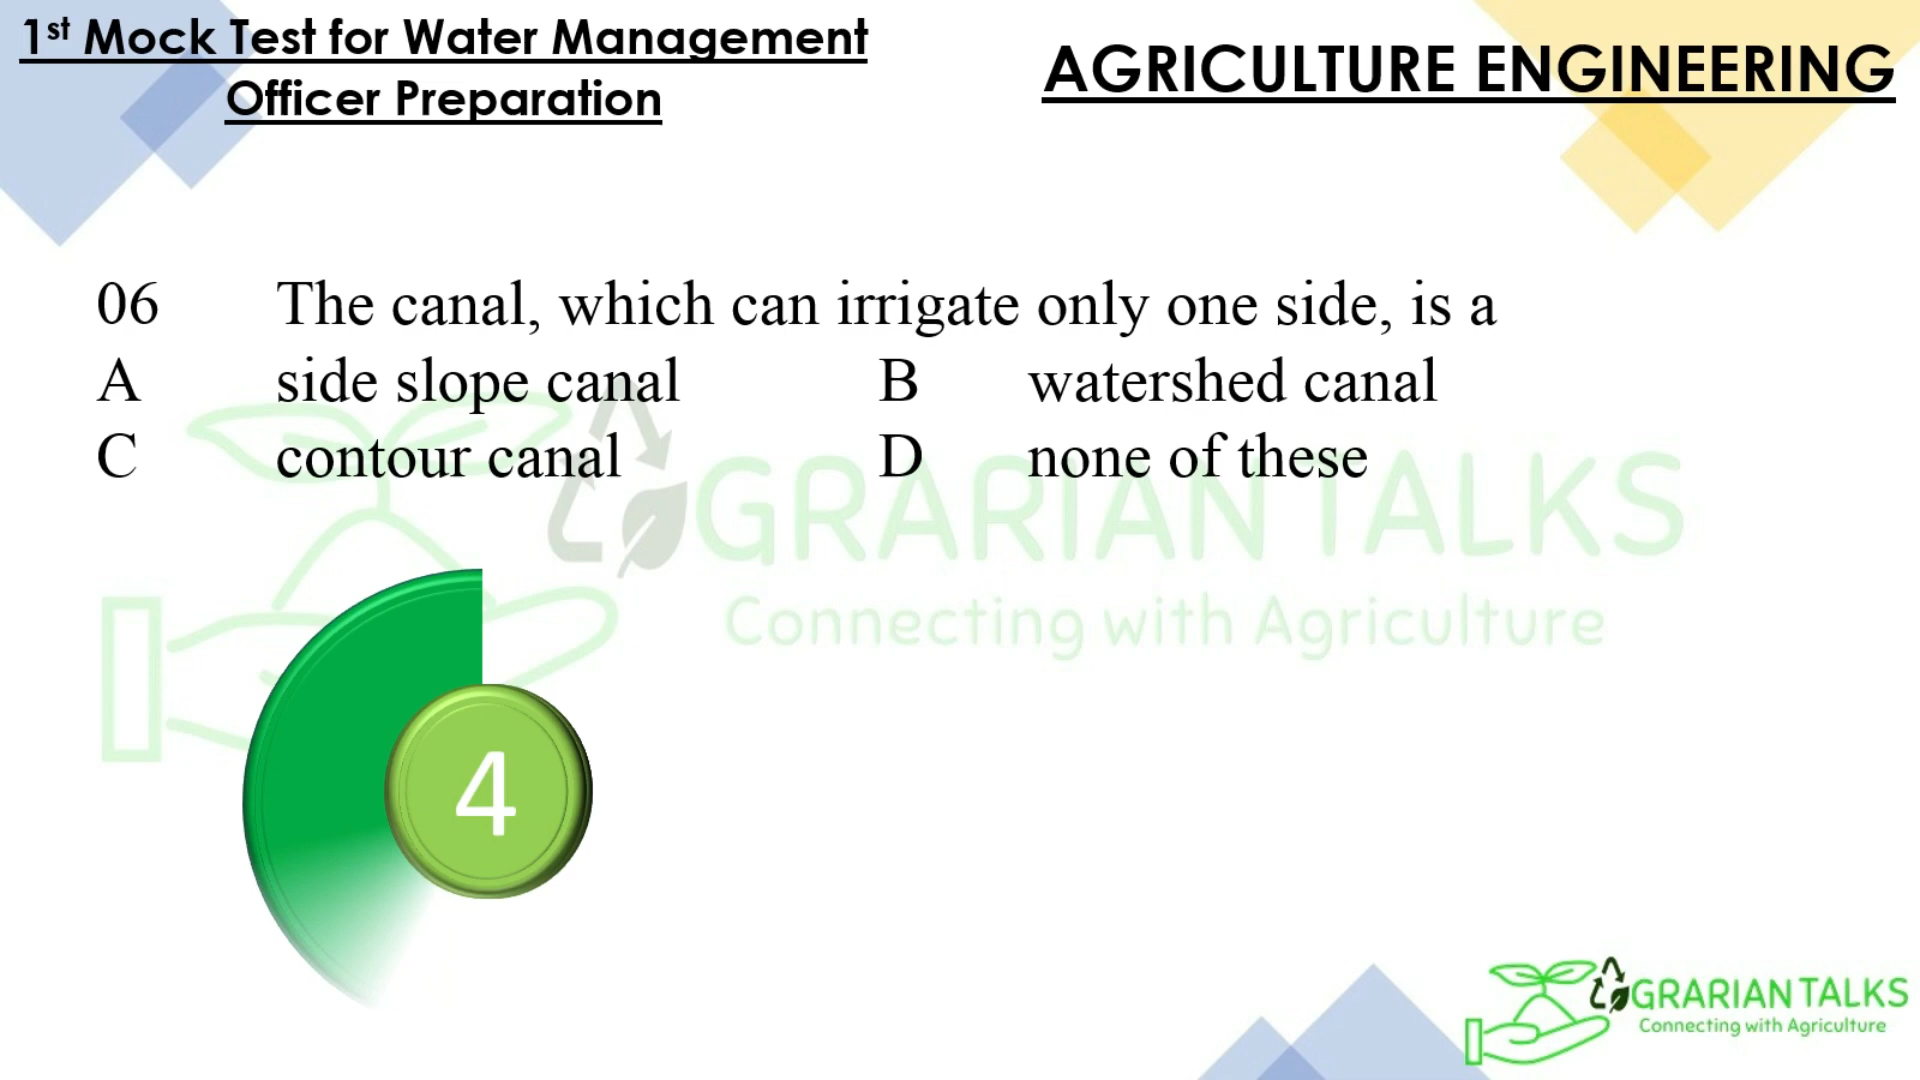 1st Mock Test for Water Management
Officer Preparation
AGRICULTURE ENGINEERING
06 The canal, which can irrigate only one side, is a
A side slope canal B watershed canal
C contour canal D none of these
GRARIAN TALKS
Connecting with Agriculture
4
GRARIAN TALKS
Connecting with Agriculture